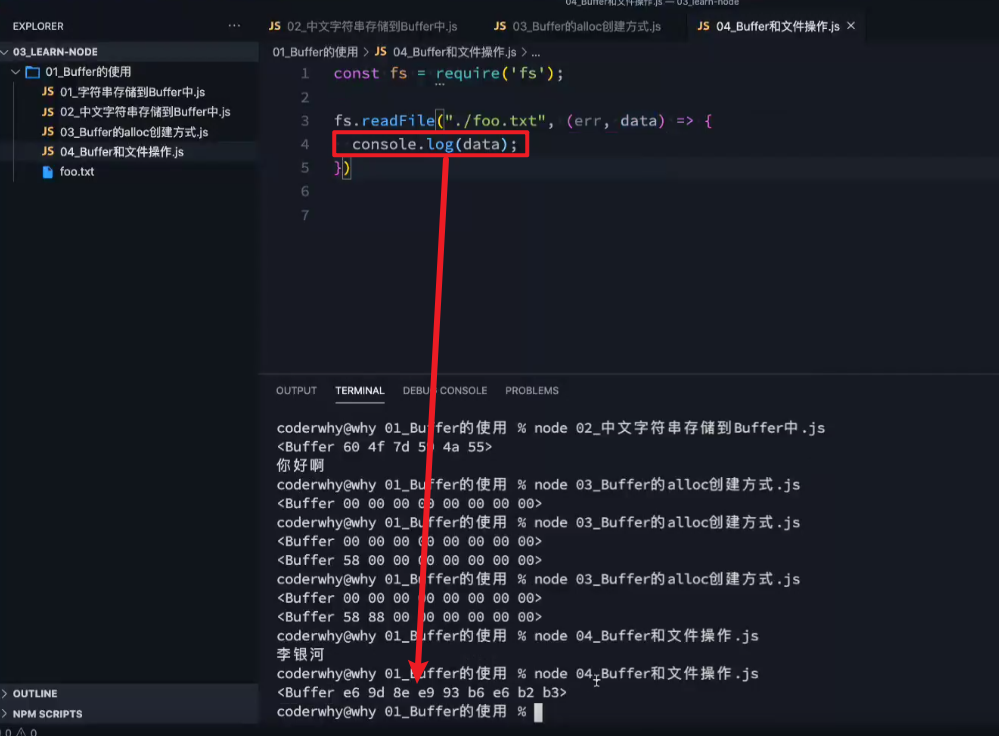 04_Buffer和文件操作.js — 03_learn-node
EXPLORER
03_LEARN-NODE
01_Buffer的使用
JS 01_字符串存储到Buffer中.js
JS 02_中文字符串存储到Buffer中.js
JS 03_Buffer的alloc创建方式.js
JS 04_Buffer和文件操作.js
foo.txt
OUTLINE
NPM SCRIPTS
0 0
JS 02_中文字符串存储到Buffer中.js JS 03_Buffer的alloc创建方式.js JS 04_Buffer和文件操作.js ×
01_Buffer的使用 > JS 04_Buffer和文件操作.js > ...
1 const fs = require('fs');
2
3 fs.readFile("./foo.txt", (err, data) => {
4 console.log(data);
5 })
6
7
OUTPUT TERMINAL DEBUG CONSOLE PROBLEMS
coderwhy@why 01_Buffer的使用 % node 02_中文字符串存储到Buffer中.js
<Buffer 60 4f 7d 59 4a 55>
你好啊
coderwhy@why 01_Buffer的使用 % node 03_Buffer的alloc创建方式.js
<Buffer 00 00 00 00 00 00 00 00>
coderwhy@why 01_Buffer的使用 % node 03_Buffer的alloc创建方式.js
<Buffer 00 00 00 00 00 00 00 00>
<Buffer 58 00 00 00 00 00 00 00>
coderwhy@why 01_Buffer的使用 % node 03_Buffer的alloc创建方式.js
<Buffer 00 00 00 00 00 00 00 00>
<Buffer 58 88 00 00 00 00 00 00>
coderwhy@why 01_Buffer的使用 % node 04_Buffer和文件操作.js
李银河
coderwhy@why 01_Buffer的使用 % node 04_Buffer和文件操作.js
<Buffer e6 9d 8e e9 93 b6 e6 b2 b3>
coderwhy@why 01_Buffer的使用 %